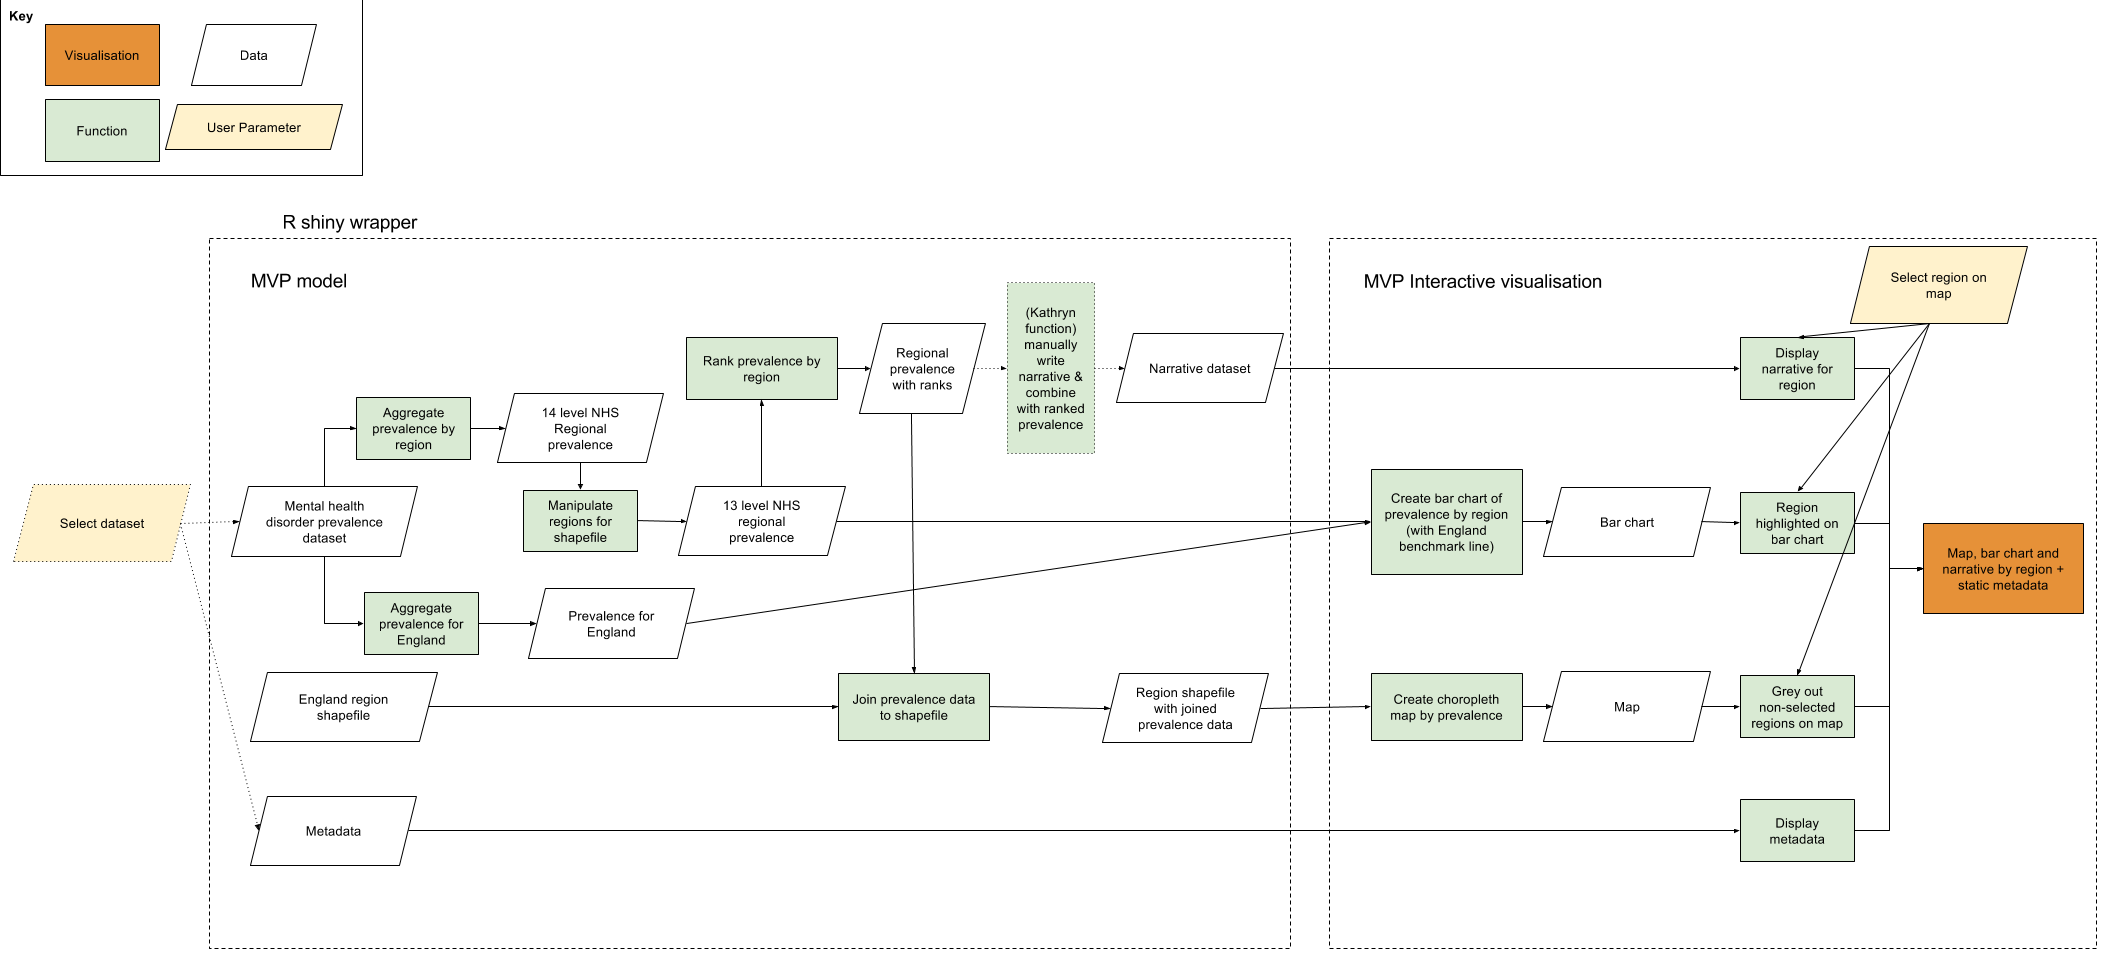 Key
Visualisation
Data
Function
User Parameter
R shiny wrapper
MVP model
MVP Interactive visualisation
Select region on
map
(Kathryn
function)
manually
write
narrative &
combine
with ranked
prevalence
Rank prevalence by
region
Regional
prevalence
with ranks
Narrative dataset
Display
narrative for
region
Aggregate
prevalence by
region
14 level NHS
Regional
prevalence
Select dataset
Mental health
disorder prevalence
dataset
Manipulate
regions for
shapefile
13 level NHS
regional
prevalence
Create bar chart of
prevalence by region
(with England
benchmark line)
Bar chart
Region
highlighted on
bar chart
Map, bar chart and
narrative by region +
static metadata
Aggregate
prevalence for
England
Prevalence for
England
England region
shapefile
Join prevalence data
to shapefile
Region shapefile
with joined
prevalence data
Create choropleth
map by prevalence
Map
Grey out
non-selected
regions on map
Metadata
Display
metadata